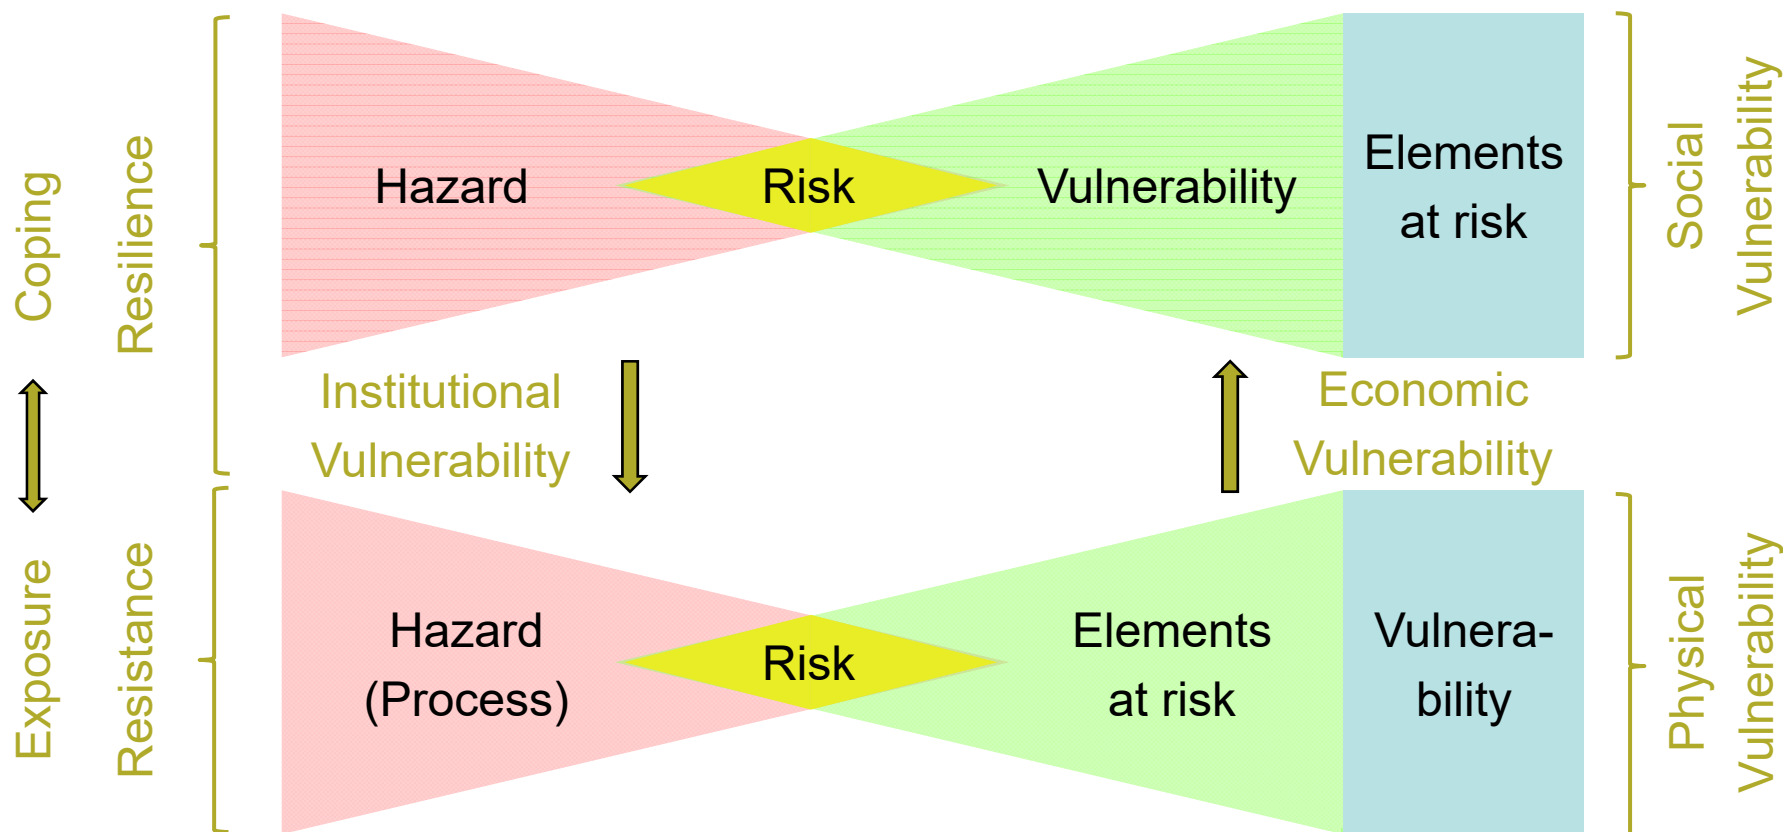 Coping
Resilience
Hazard
Risk
Vulnerability
Elements
at risk
Social
Vulnerability
Institutional
Vulnerability
Economic
Vulnerability
Exposure
Resistance
Hazard
(Process)
Risk
Elements
at risk
Vulnera-
bility
Physical
Vulnerability